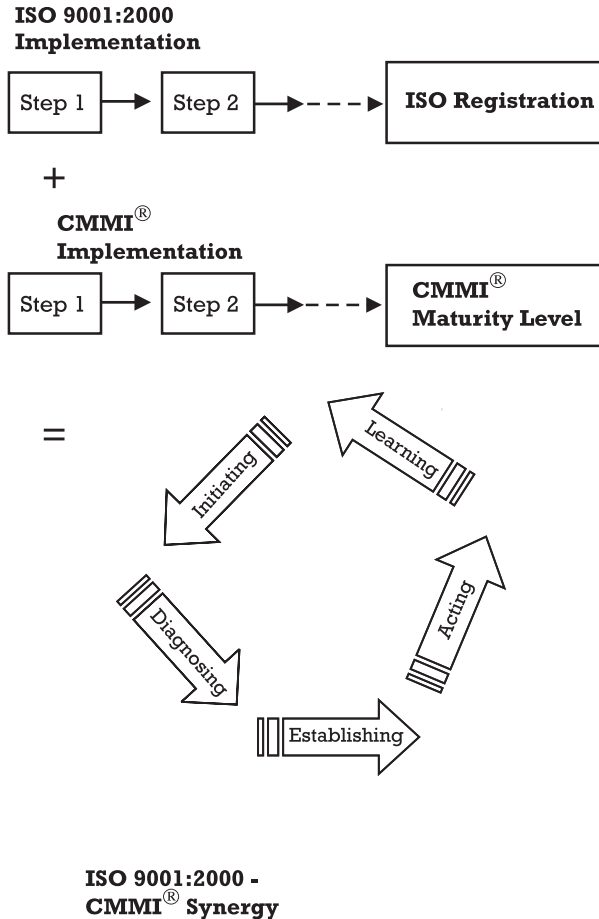 ISO 9001:2000
Implementation
Step 1
Step 2
ISO Registration
+
CMMI®
Implementation
Step 1
Step 2
CMMI®
Maturity Level
=
Learning
Initiating
Diagnosing
Acting
Establishing
ISO 9001:2000 -
CMMI® Synergy